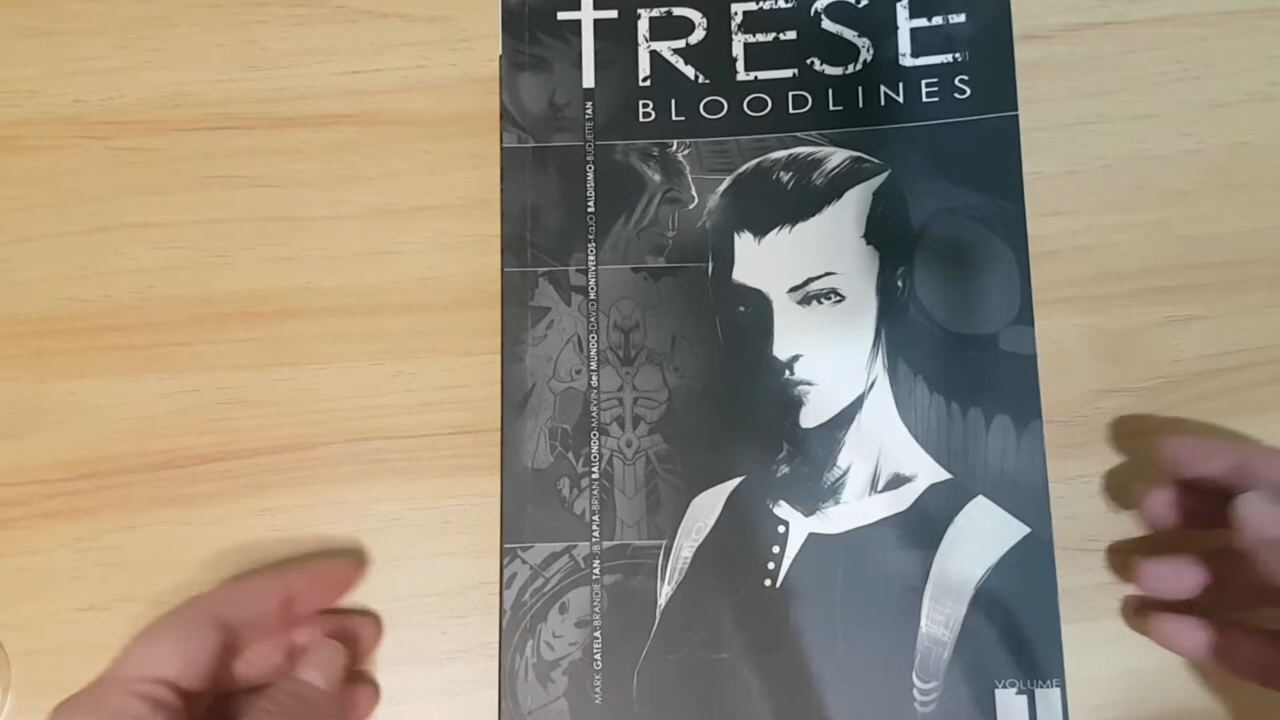 TRESE
BLOODLINES
MARK GATELA-BRANDIE TAN-JB TAPIA-BRIAN BALONDO-MARVIN del MUNDO-DAVID HONTIVEROS-KaJO BALDISIMO-BUDJETTE TAN
VOLUME